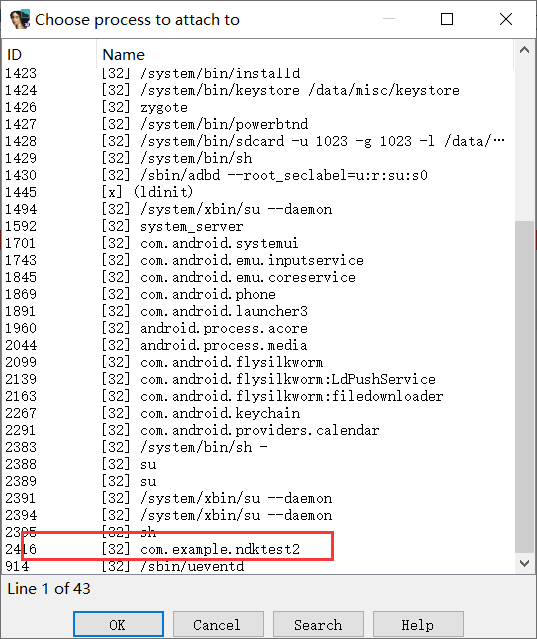 Choose process to attach to
ID Name
1423 [32] /system/bin/installd
1424 [32] /system/bin/keystore /data/misc/keystore
1426 [32] zygote
1427 [32] /system/bin/powerbtnd
1428 [32] /system/bin/sdcard -u 1023 -g 1023 -l /data/…
1429 [32] /system/bin/sh
1430 [32] /sbin/adbd --root_seclabel=u:r:su:s0
1445 [x] (ldinit)
1494 [32] /system/xbin/su --daemon
1592 [32] system_server
1701 [32] com.android.systemui
1743 [32] com.android.emu.inputservice
1845 [32] com.android.emu.coreservice
1869 [32] com.android.phone
1891 [32] com.android.launcher3
1960 [32] android.process.acore
2044 [32] android.process.media
2099 [32] com.android.flysilkworm
2139 [32] com.android.flysilkworm:LdPushService
2163 [32] com.android.flysilkworm:filedownloader
2267 [32] com.android.keychain
2291 [32] com.android.providers.calendar
2383 [32] /system/bin/sh -
2388 [32] su
2389 [32] su
2391 [32] /system/xbin/su --daemon
2394 [32] /system/xbin/su --daemon
2395 [32] sh
2416 [32] com.example.ndktest2
914 [32] /sbin/ueventd
Line 1 of 43
OK Cancel Search Help